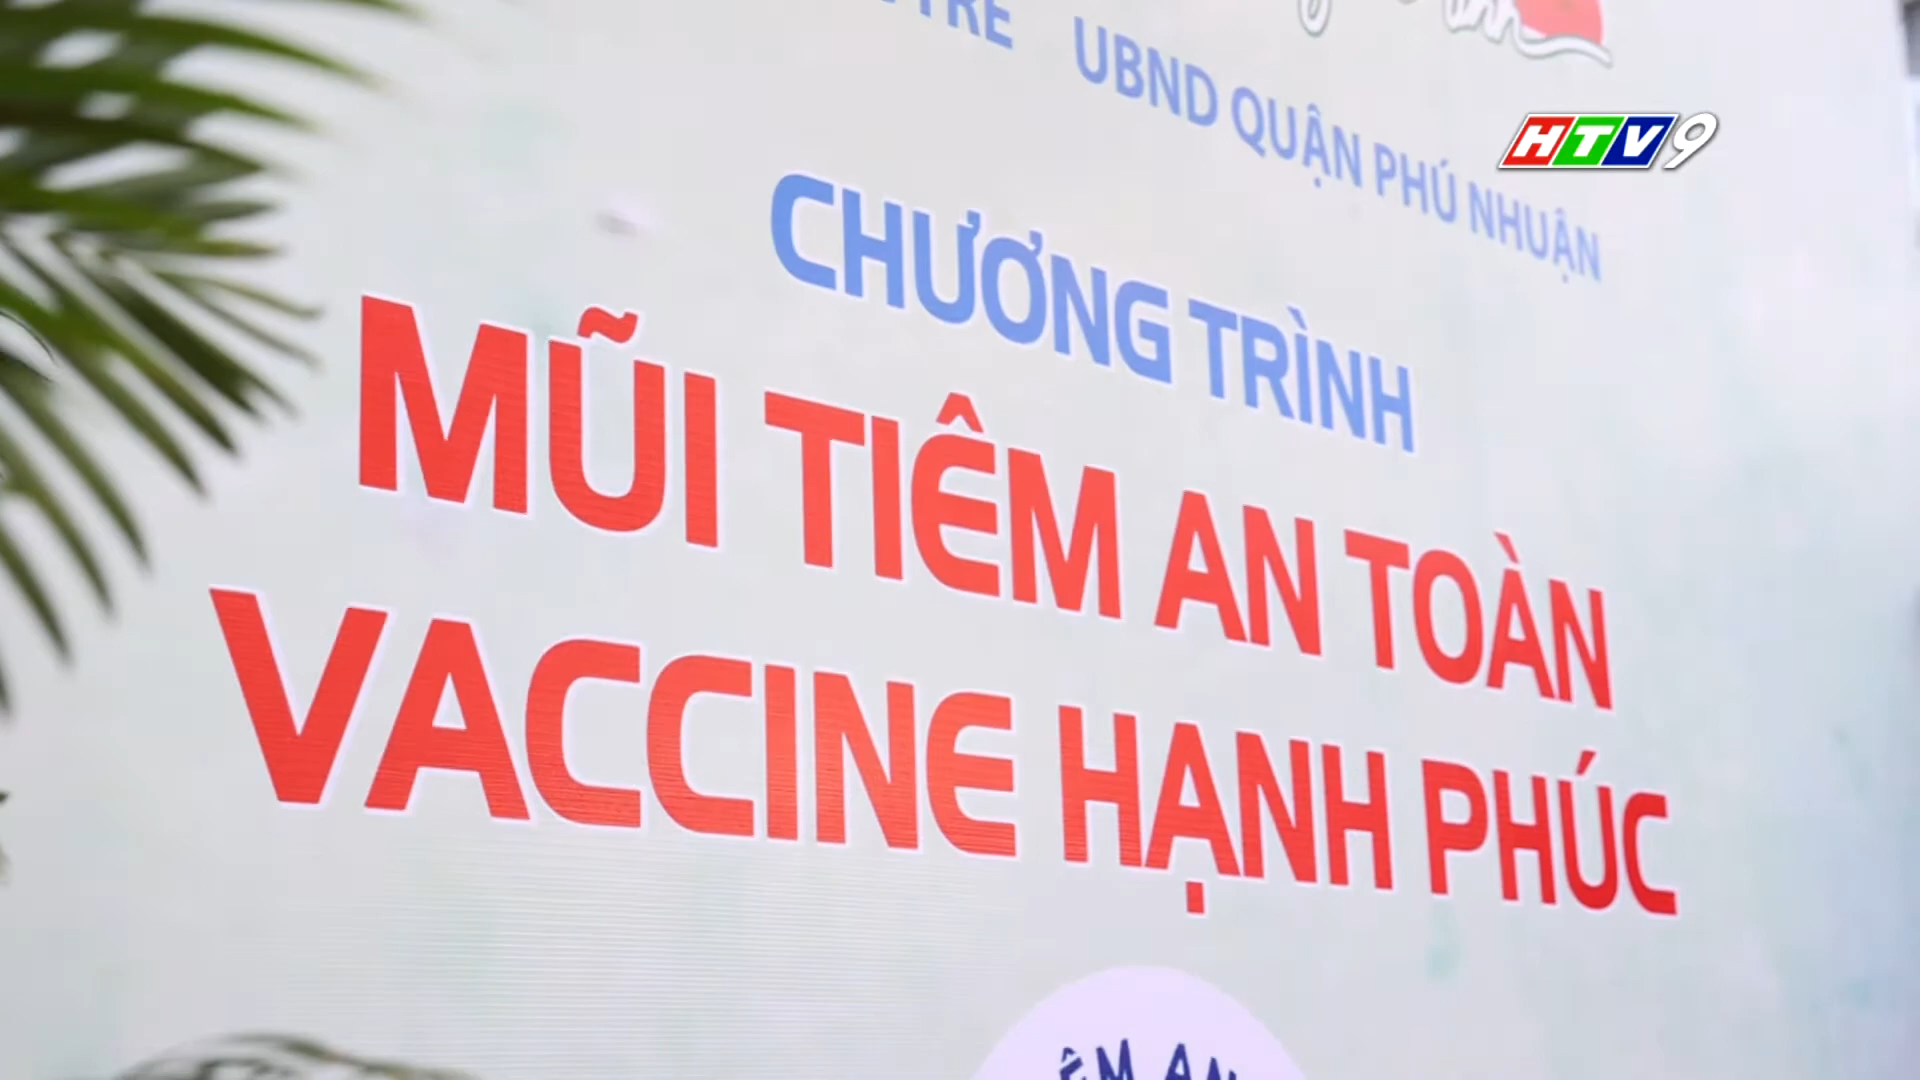 UBND QUẬN PHÚ NHUẬN
HTV9
CHƯƠNG TRÌNH
MŨI TIÊM AN TOÀN
VACCINE HẠNH PHÚC